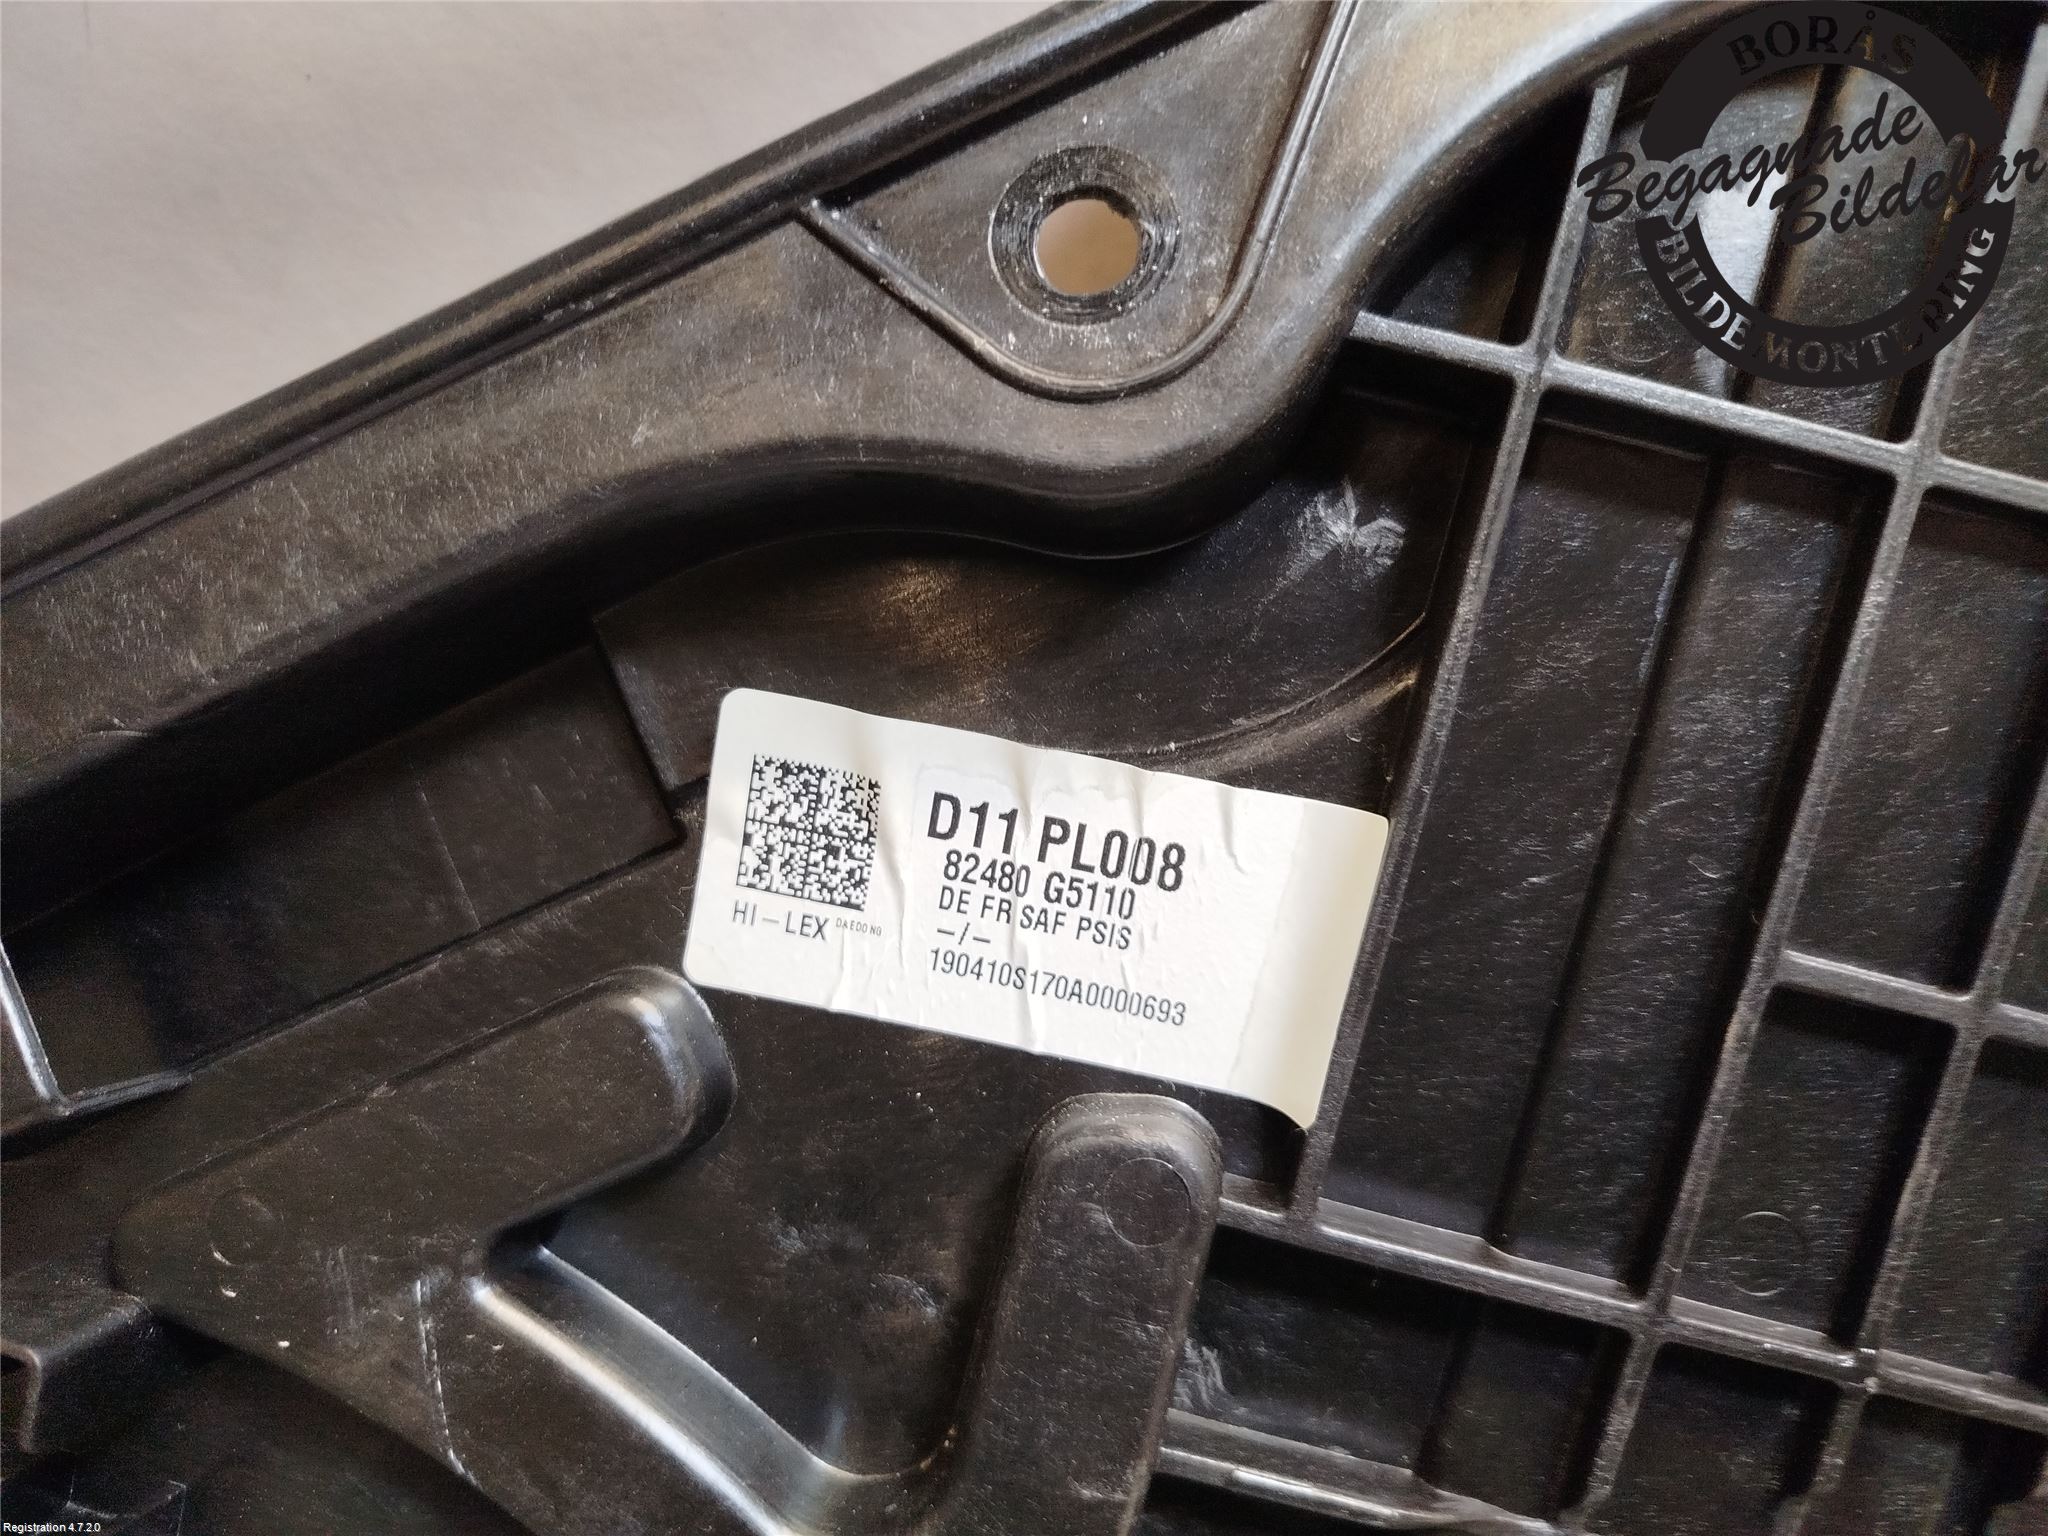 BORÅS
Begagnade
Bildelar
BILDEMONTERING
D11 PL008
82480 G5110
DE FR SAF PSIS
-/-
190410S170A0000693
HI-LEX DAEDONG
Registration 4.7.2.0